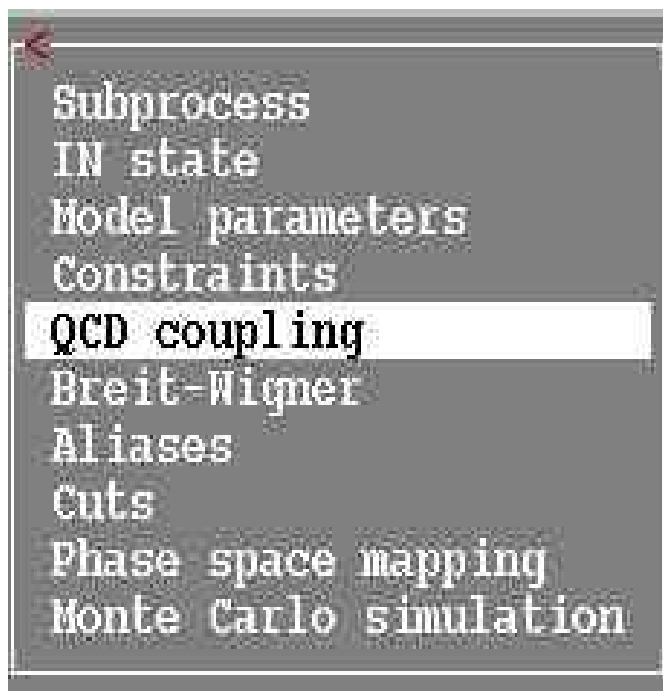 <
Subprocess
IN state
Model parameters
Constraints
QCD coupling
Breit-Wigner
Aliases
Cuts
Phase space mapping
Monte Carlo simulation